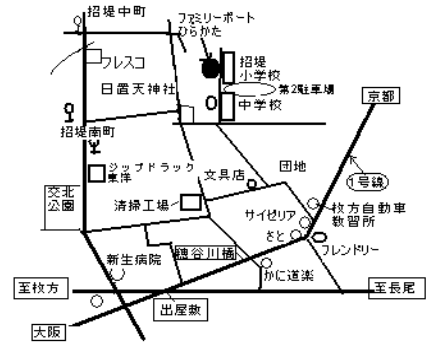 招堤中町
ファミリーポート
ひらかた
フレスコ
招堤
小学校
日置天神社
第2駐車場
中学校
京都
招堤南町
ジップドラック
東洋
文具店
団地
1号線
交北
公園
清掃工場
サイゼリア
枚方自動車
教習所
さと
フレンドリー
新生病院
穂谷川橋
かに道楽
至枚方
出屋敷
至長尾
大阪